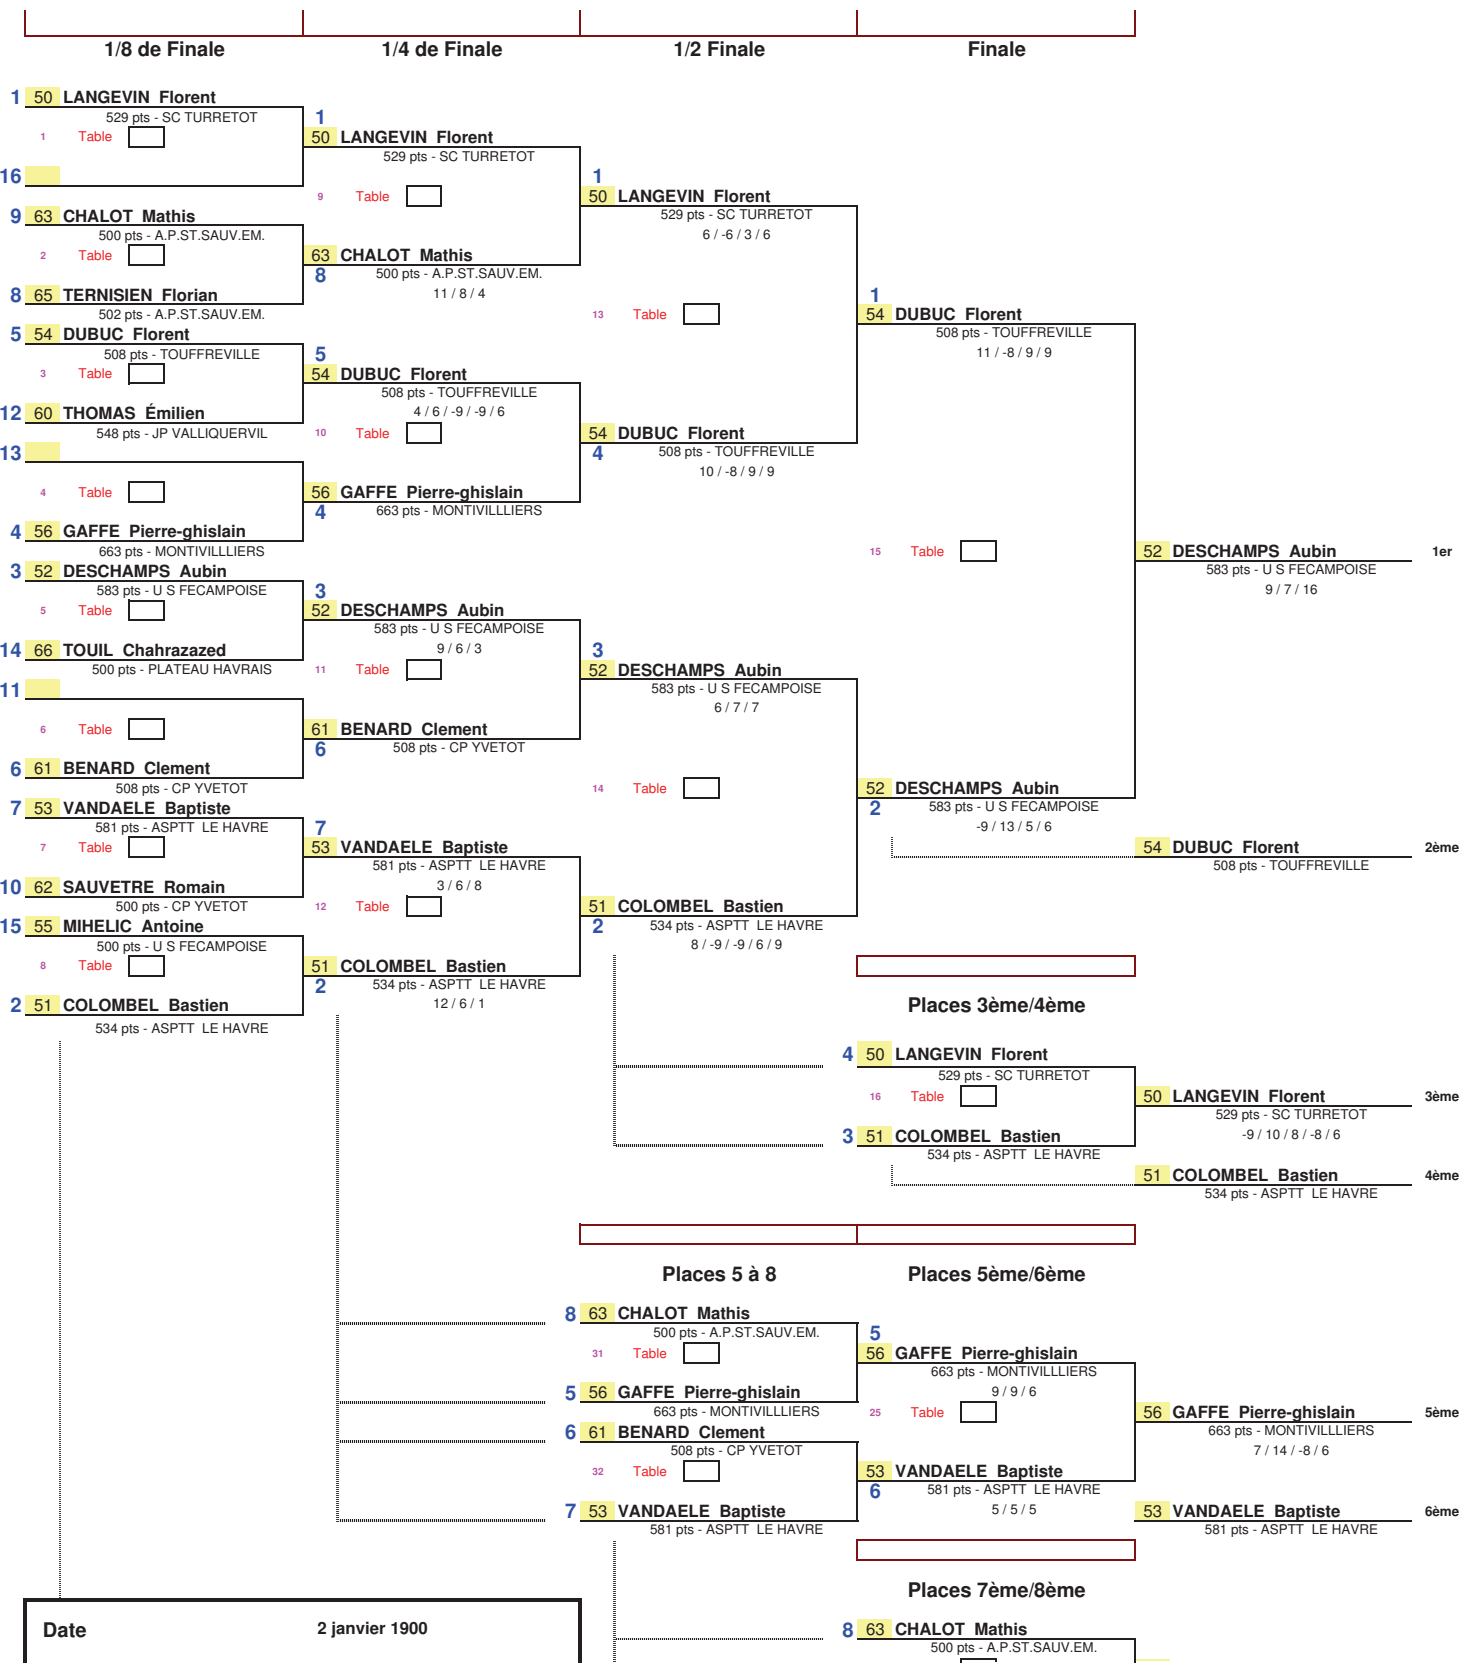 1/8 de Finale
1/4 de Finale
1/2 Finale
Finale
1 50 LANGEVIN Florent
529 pts - SC TURRETOT
1 Table
16
9 63 CHALOT Mathis
500 pts - A.P.ST.SAUV.EM.
2 Table
8 65 TERNISIEN Florian
502 pts - A.P.ST.SAUV.EM.
5 54 DUBUC Florent
508 pts - TOUFFREVILLE
3 Table
12 60 THOMAS Émilien
548 pts - JP VALLIQUERVIL
13
4 Table
4 56 GAFFE Pierre-ghislain
663 pts - MONTIVILLLIERS
3 52 DESCHAMPS Aubin
583 pts - U S FECAMPOISE
5 Table
14 66 TOUIL Chahrazazed
500 pts - PLATEAU HAVRAIS
11
6 Table
6 61 BENARD Clement
508 pts - CP YVETOT
7 53 VANDAELE Baptiste
581 pts - ASPTT LE HAVRE
7 Table
10 62 SAUVETRE Romain
500 pts - CP YVETOT
15 55 MIHELIC Antoine
500 pts - U S FECAMPOISE
8 Table
2 51 COLOMBEL Bastien
534 pts - ASPTT LE HAVRE
1
50 LANGEVIN Florent
529 pts - SC TURRETOT
9 Table
63 CHALOT Mathis
8 500 pts - A.P.ST.SAUV.EM.
11 / 8 / 4
5
54 DUBUC Florent
508 pts - TOUFFREVILLE
4 / 6 / -9 / -9 / 6
10 Table
56 GAFFE Pierre-ghislain
4 663 pts - MONTIVILLLIERS
3
52 DESCHAMPS Aubin
583 pts - U S FECAMPOISE
9 / 6 / 3
11 Table
61 BENARD Clement
6 508 pts - CP YVETOT
7
53 VANDAELE Baptiste
581 pts - ASPTT LE HAVRE
3 / 6 / 8
12 Table
51 COLOMBEL Bastien
2 534 pts - ASPTT LE HAVRE
12 / 6 / 1
1
50 LANGEVIN Florent
529 pts - SC TURRETOT
6 / -6 / 3 / 6
13 Table
54 DUBUC Florent
4 508 pts - TOUFFREVILLE
10 / -8 / 9 / 9
3
52 DESCHAMPS Aubin
583 pts - U S FECAMPOISE
6 / 7 / 7
14 Table
51 COLOMBEL Bastien
2 534 pts - ASPTT LE HAVRE
8 / -9 / -9 / 6 / 9
1
54 DUBUC Florent
508 pts - TOUFFREVILLE
11 / -8 / 9 / 9
15 Table
52 DESCHAMPS Aubin
2 583 pts - U S FECAMPOISE
-9 / 13 / 5 / 6
52 DESCHAMPS Aubin 1er
583 pts - U S FECAMPOISE
9 / 7 / 16
54 DUBUC Florent 2ème
508 pts - TOUFFREVILLE
Places 3ème/4ème
4 50 LANGEVIN Florent
529 pts - SC TURRETOT
16 Table
3 51 COLOMBEL Bastien
534 pts - ASPTT LE HAVRE
50 LANGEVIN Florent 3ème
529 pts - SC TURRETOT
-9 / 10 / 8 / -8 / 6
51 COLOMBEL Bastien 4ème
534 pts - ASPTT LE HAVRE
Places 5 à 8
Places 5ème/6ème
8 63 CHALOT Mathis
500 pts - A.P.ST.SAUV.EM.
31 Table
5 56 GAFFE Pierre-ghislain
663 pts - MONTIVILLLIERS
6 61 BENARD Clement
508 pts - CP YVETOT
32 Table
7 53 VANDAELE Baptiste
581 pts - ASPTT LE HAVRE
5
56 GAFFE Pierre-ghislain
663 pts - MONTIVILLLIERS
9 / 9 / 6
25 Table
53 VANDAELE Baptiste
6 581 pts - ASPTT LE HAVRE
5 / 5 / 5
56 GAFFE Pierre-ghislain 5ème
663 pts - MONTIVILLLIERS
7 / 14 / -8 / 6
53 VANDAELE Baptiste 6ème
581 pts - ASPTT LE HAVRE
Places 7ème/8ème
8 63 CHALOT Mathis
500 pts - A.P.ST.SAUV.EM.
Date 2 janvier 1900